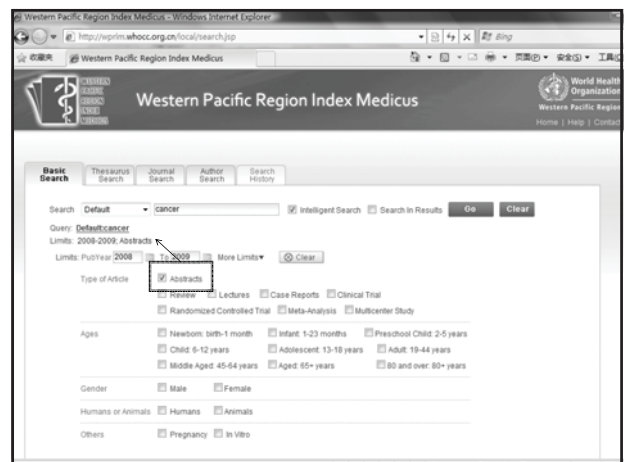 Western Pacific Region Index Medicus - Windows Internet Explorer
http://wprim.whocc.org.cn/local/search.jsp
Bing
收藏夹 Western Pacific Region Index Medicus 页面(P) 安全(S)
Western Pacific Region Index Medicus
World Health
Organization
Western Pacific Region
Home | Help | Contact
Basic Search Thesaurus Search Journal Search Author Search Search History
Search Default cancer Intelligent Search Search In Results Go Clear
Query: Default:cancer
Limits: 2008-2009; Abstracts
Limits: PubYear 2008 To 2009 More Limits Clear
Type of Article Abstracts
Review Lectures Case Reports Clinical Trial
Randomized Controlled Trial Meta-Analysis Multicenter Study
Ages Newborn: birth-1 month Infant: 1-23 months Preschool Child: 2-5 years
Child: 6-12 years Adolescent: 13-18 years Adult: 19-44 years
Middle Aged: 45-64 years Aged: 65+ years 80 and over: 80+ years
Gender Male Female
Humans or Animals Humans Animals
Others Pregnancy In Vitro